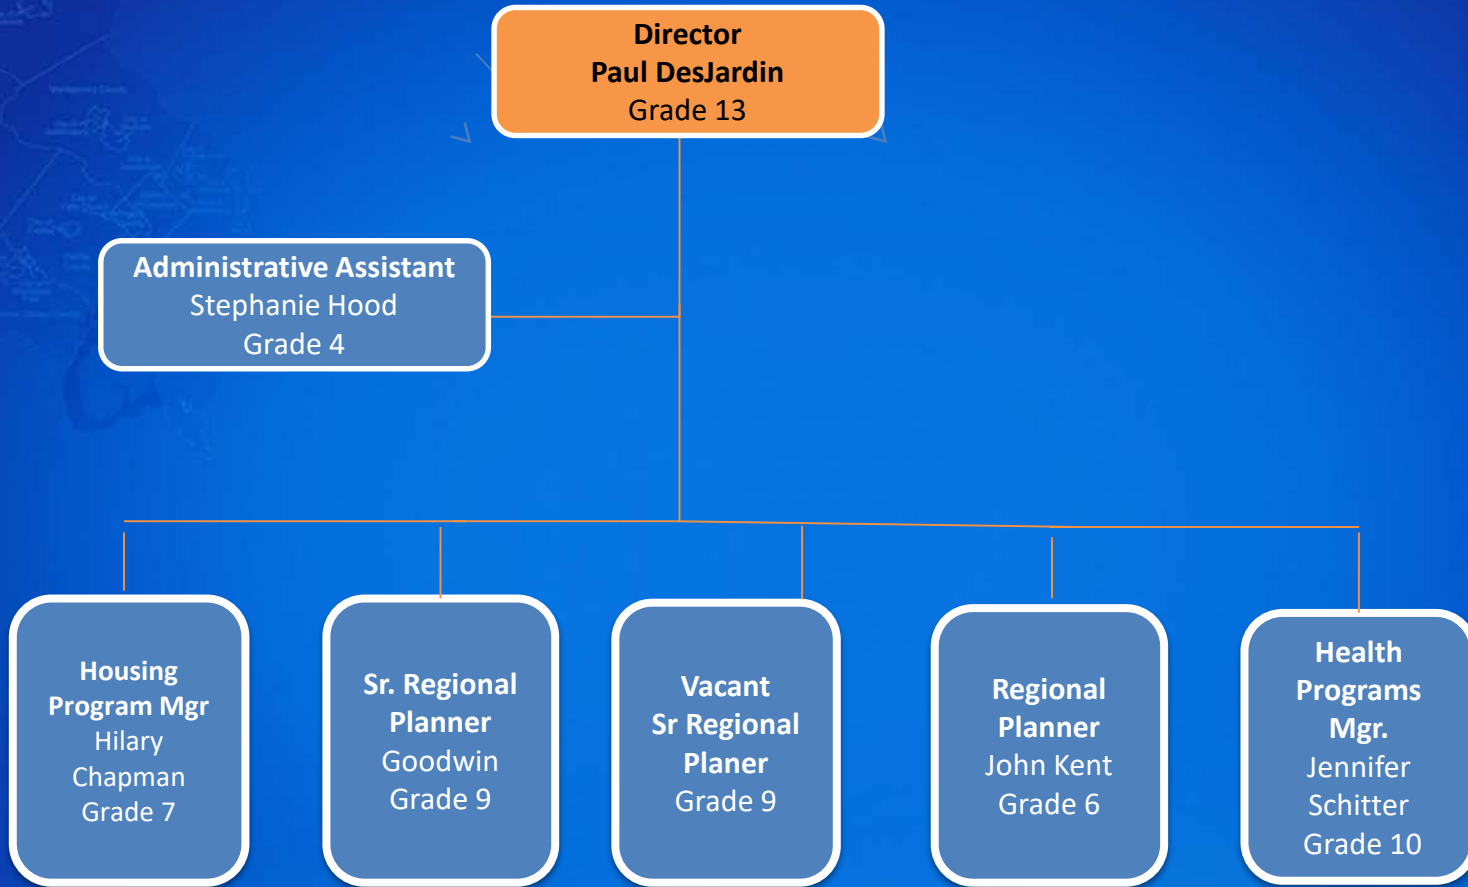 Director
Paul DesJardin
Grade 13
Administrative Assistant
Stephanie Hood
Grade 4
Housing
Program Mgr
Hilary
Chapman
Grade 7
Sr. Regional
Planner
Goodwin
Grade 9
Vacant
Sr Regional
Planer
Grade 9
Regional
Planner
John Kent
Grade 6
Health
Programs
Mgr.
Jennifer
Schitter
Grade 10